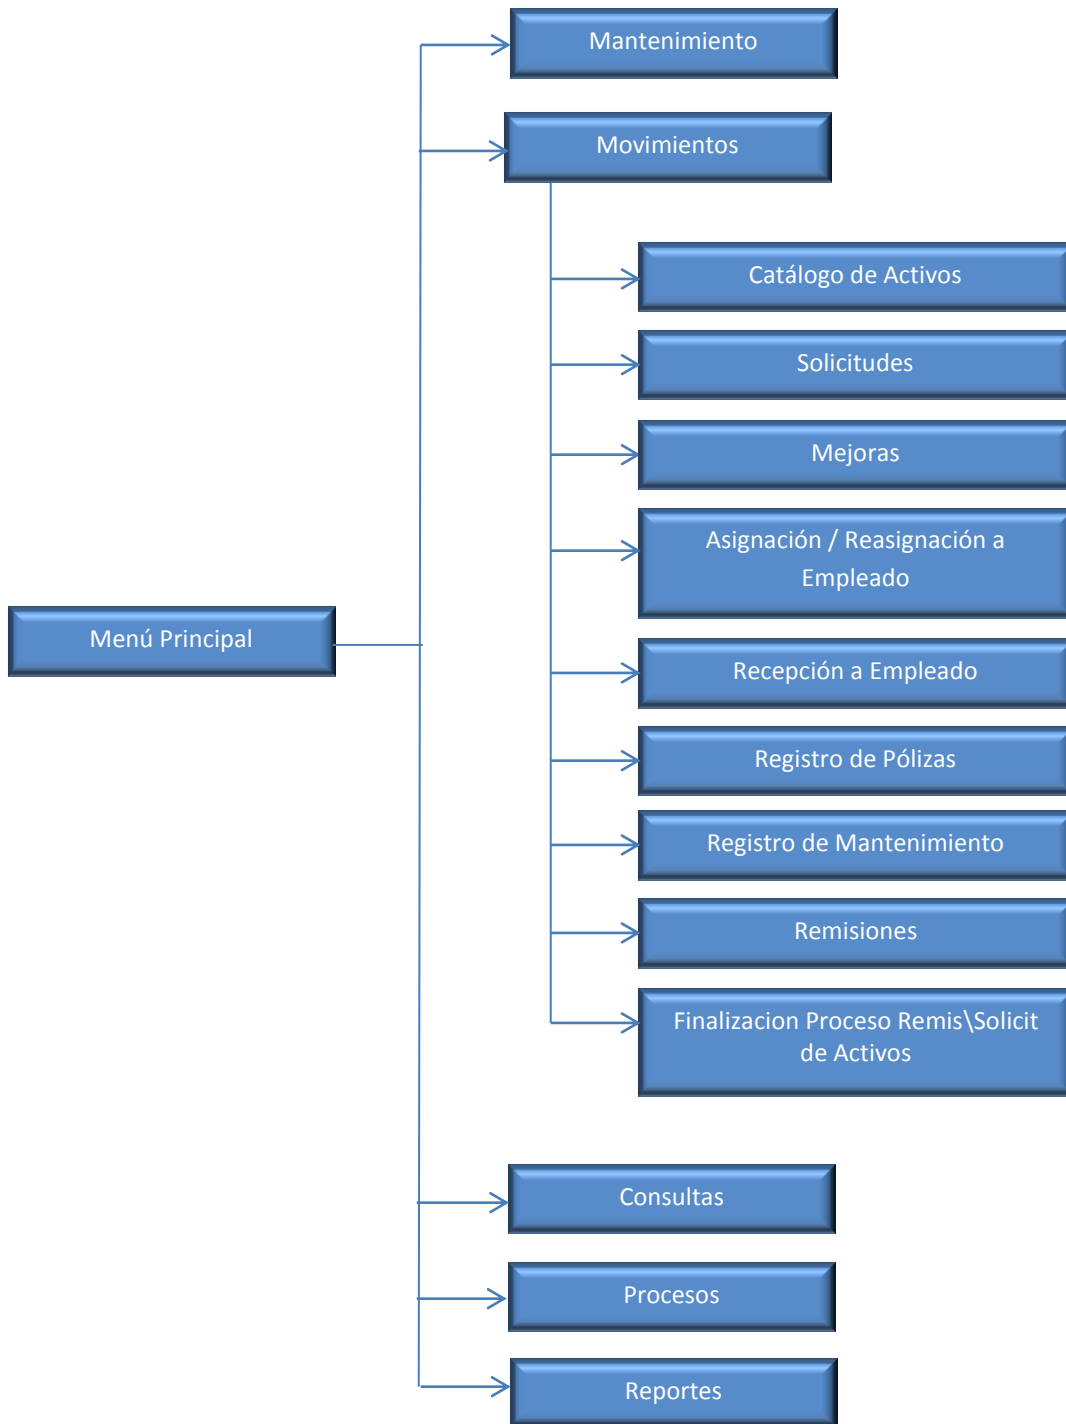 Mantenimiento
Movimientos
Catálogo de Activos
Solicitudes
Mejoras
Asignación / Reasignación a
Empleado
Menú Principal
Recepción a Empleado
Registro de Pólizas
Registro de Mantenimiento
Remisiones
Finalizacion Proceso Remis\Solicit
de Activos
Consultas
Procesos
Reportes